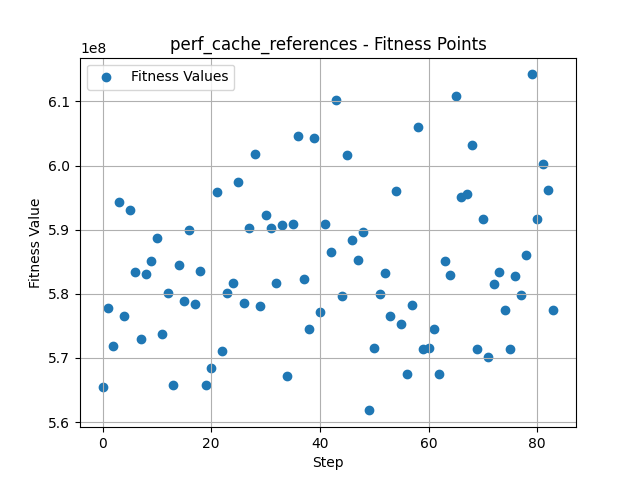 perf_cache_references - Fitness Points
1e8
Fitness Values
6.1
6.0
5.9
5.8
5.7
5.6
Fitness Value
0 20 40 60 80
Step